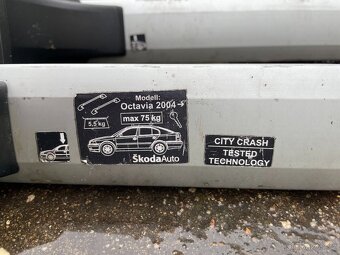 Modell:
Octavia 2004→
max 75 kg
5,5 kg
ŠkodaAuto
CITY CRASH
TESTED
TECHNOLOGY